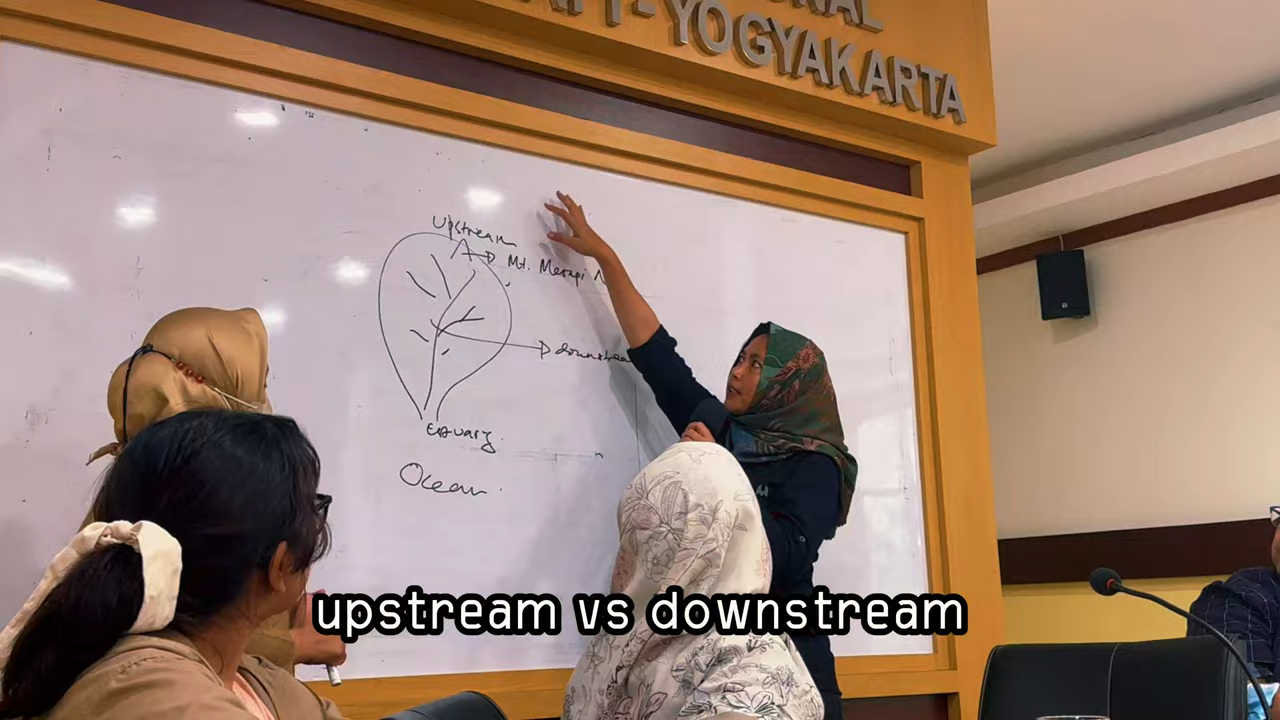 YOGYAKARTA
upstream
Mt. Merapi
downstream
Estuary.
Ocean.
upstream vs downstream